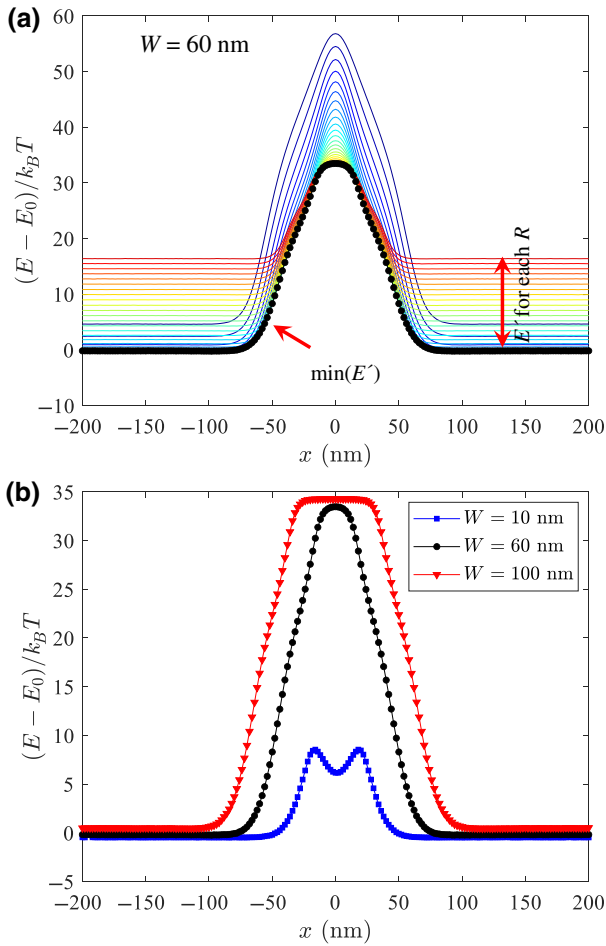 (a)
W = 60 nm
60
50
40
30
20
10
0
−10
(E − E₀)/k_BT
E´ for each R
min(E´)
−200 −150 −100 −50 0 50 100 150 200
x (nm)
(b)
35
30
25
20
15
10
5
0
−5
(E − E₀)/k_BT
W = 10 nm
W = 60 nm
W = 100 nm
−200 −150 −100 −50 0 50 100 150 200
x (nm)